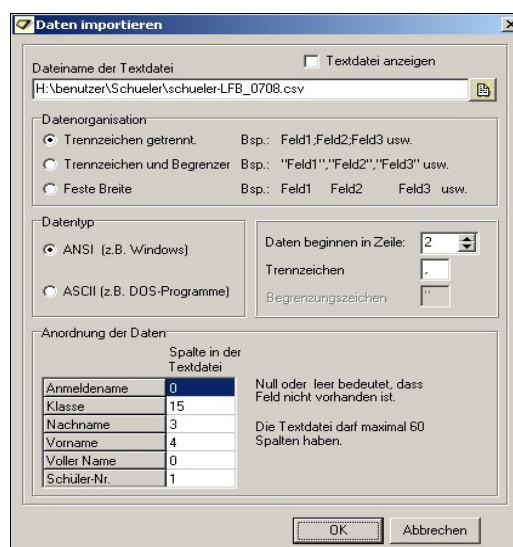 Daten importieren
Dateiname der Textdatei
Textdatei anzeigen
H:\benutzer\Schueler\schueler-LFB_0708.csv
Datenorganisation
Trennzeichen getrennt. Bsp.: Feld1;Feld2;Feld3 usw.
Trennzeichen und Begrenzer Bsp.: "Feld1","Feld2","Feld3" usw.
Feste Breite Bsp.: Feld1 Feld2 Feld3 usw.
Datentyp
ANSI (z.B. Windows)
ASCII (z.B. DOS-Programme)
Daten beginnen in Zeile: 2
Trennzeichen ,
Begrenzungszeichen "
Anordnung der Daten
Spalte in der
Textdatei
Anmeldename 0
Klasse 15
Nachname 3
Vorname 4
Voller Name 0
Schüler-Nr. 1
Null oder leer bedeutet, dass
Feld nicht vorhanden ist.
Die Textdatei darf maximal 60
Spalten haben.
OK
Abbrechen